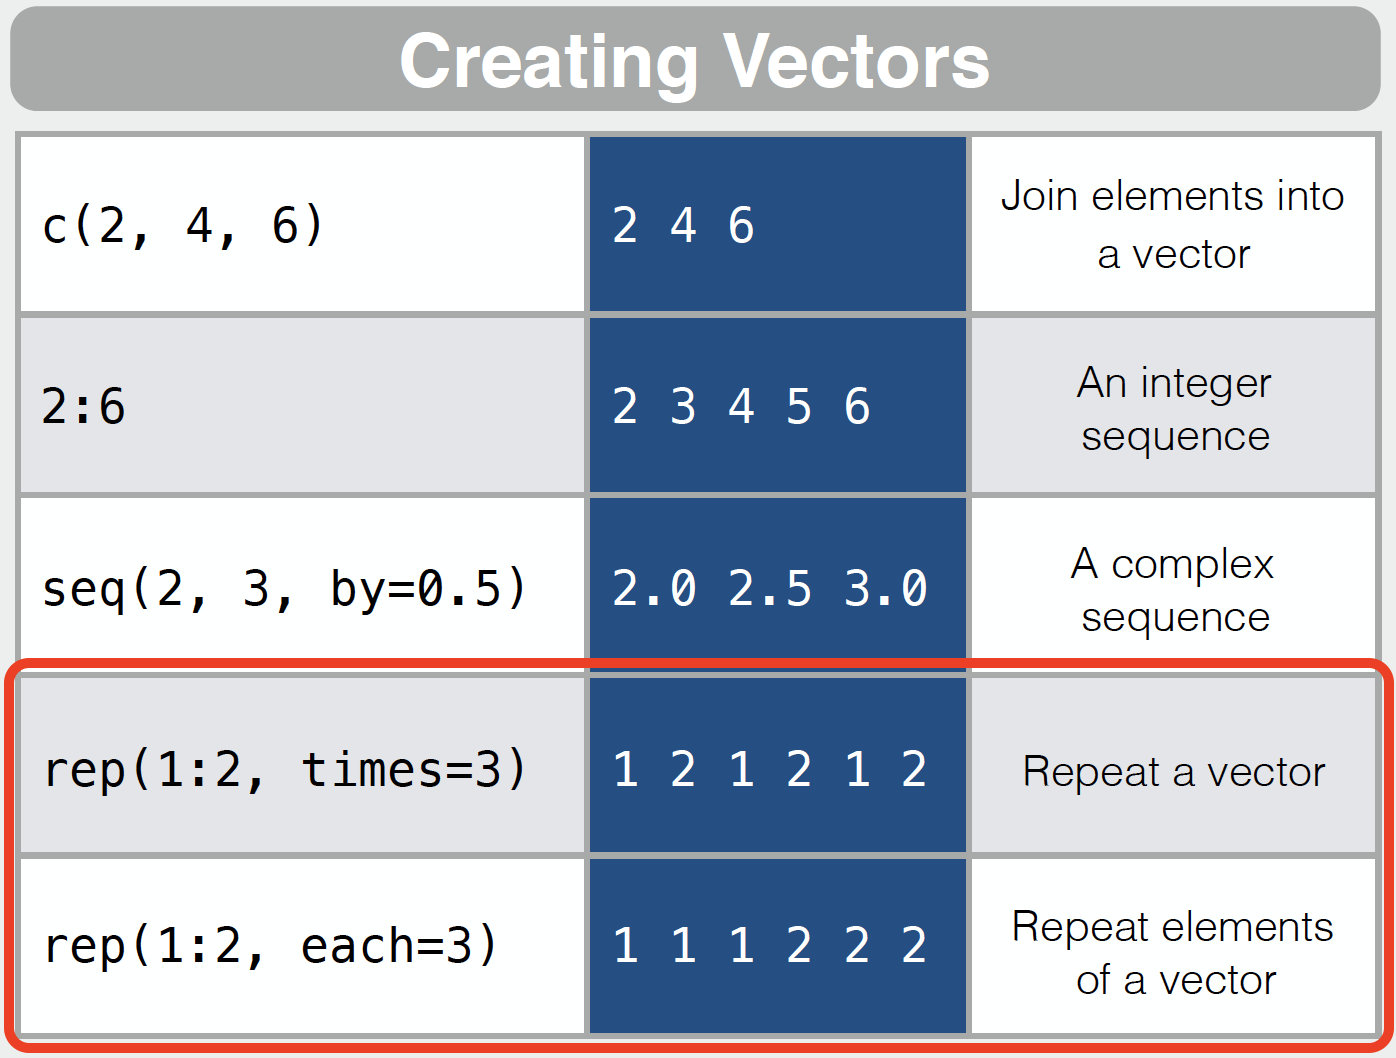 Creating Vectors
c(2, 4, 6)
2 4 6
Join elements into
a vector
2:6
2 3 4 5 6
An integer
sequence
seq(2, 3, by=0.5)
2.0 2.5 3.0
A complex
sequence
rep(1:2, times=3)
1 2 1 2 1 2
Repeat a vector
rep(1:2, each=3)
1 1 1 2 2 2
Repeat elements
of a vector